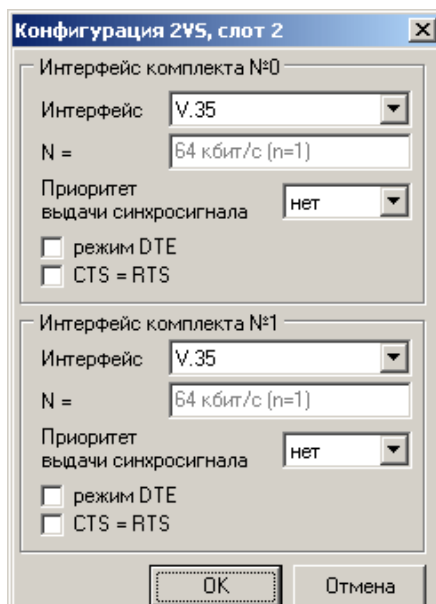 Конфигурация 2VS, слот 2
Интерфейс комплекта №0
Интерфейс V.35
N = 64 кбит/с (n=1)
Приоритет
выдачи синхросигнала нет
режим DTE
CTS = RTS
Интерфейс комплекта №1
Интерфейс V.35
N = 64 кбит/с (n=1)
Приоритет
выдачи синхросигнала нет
режим DTE
CTS = RTS
OK Отмена